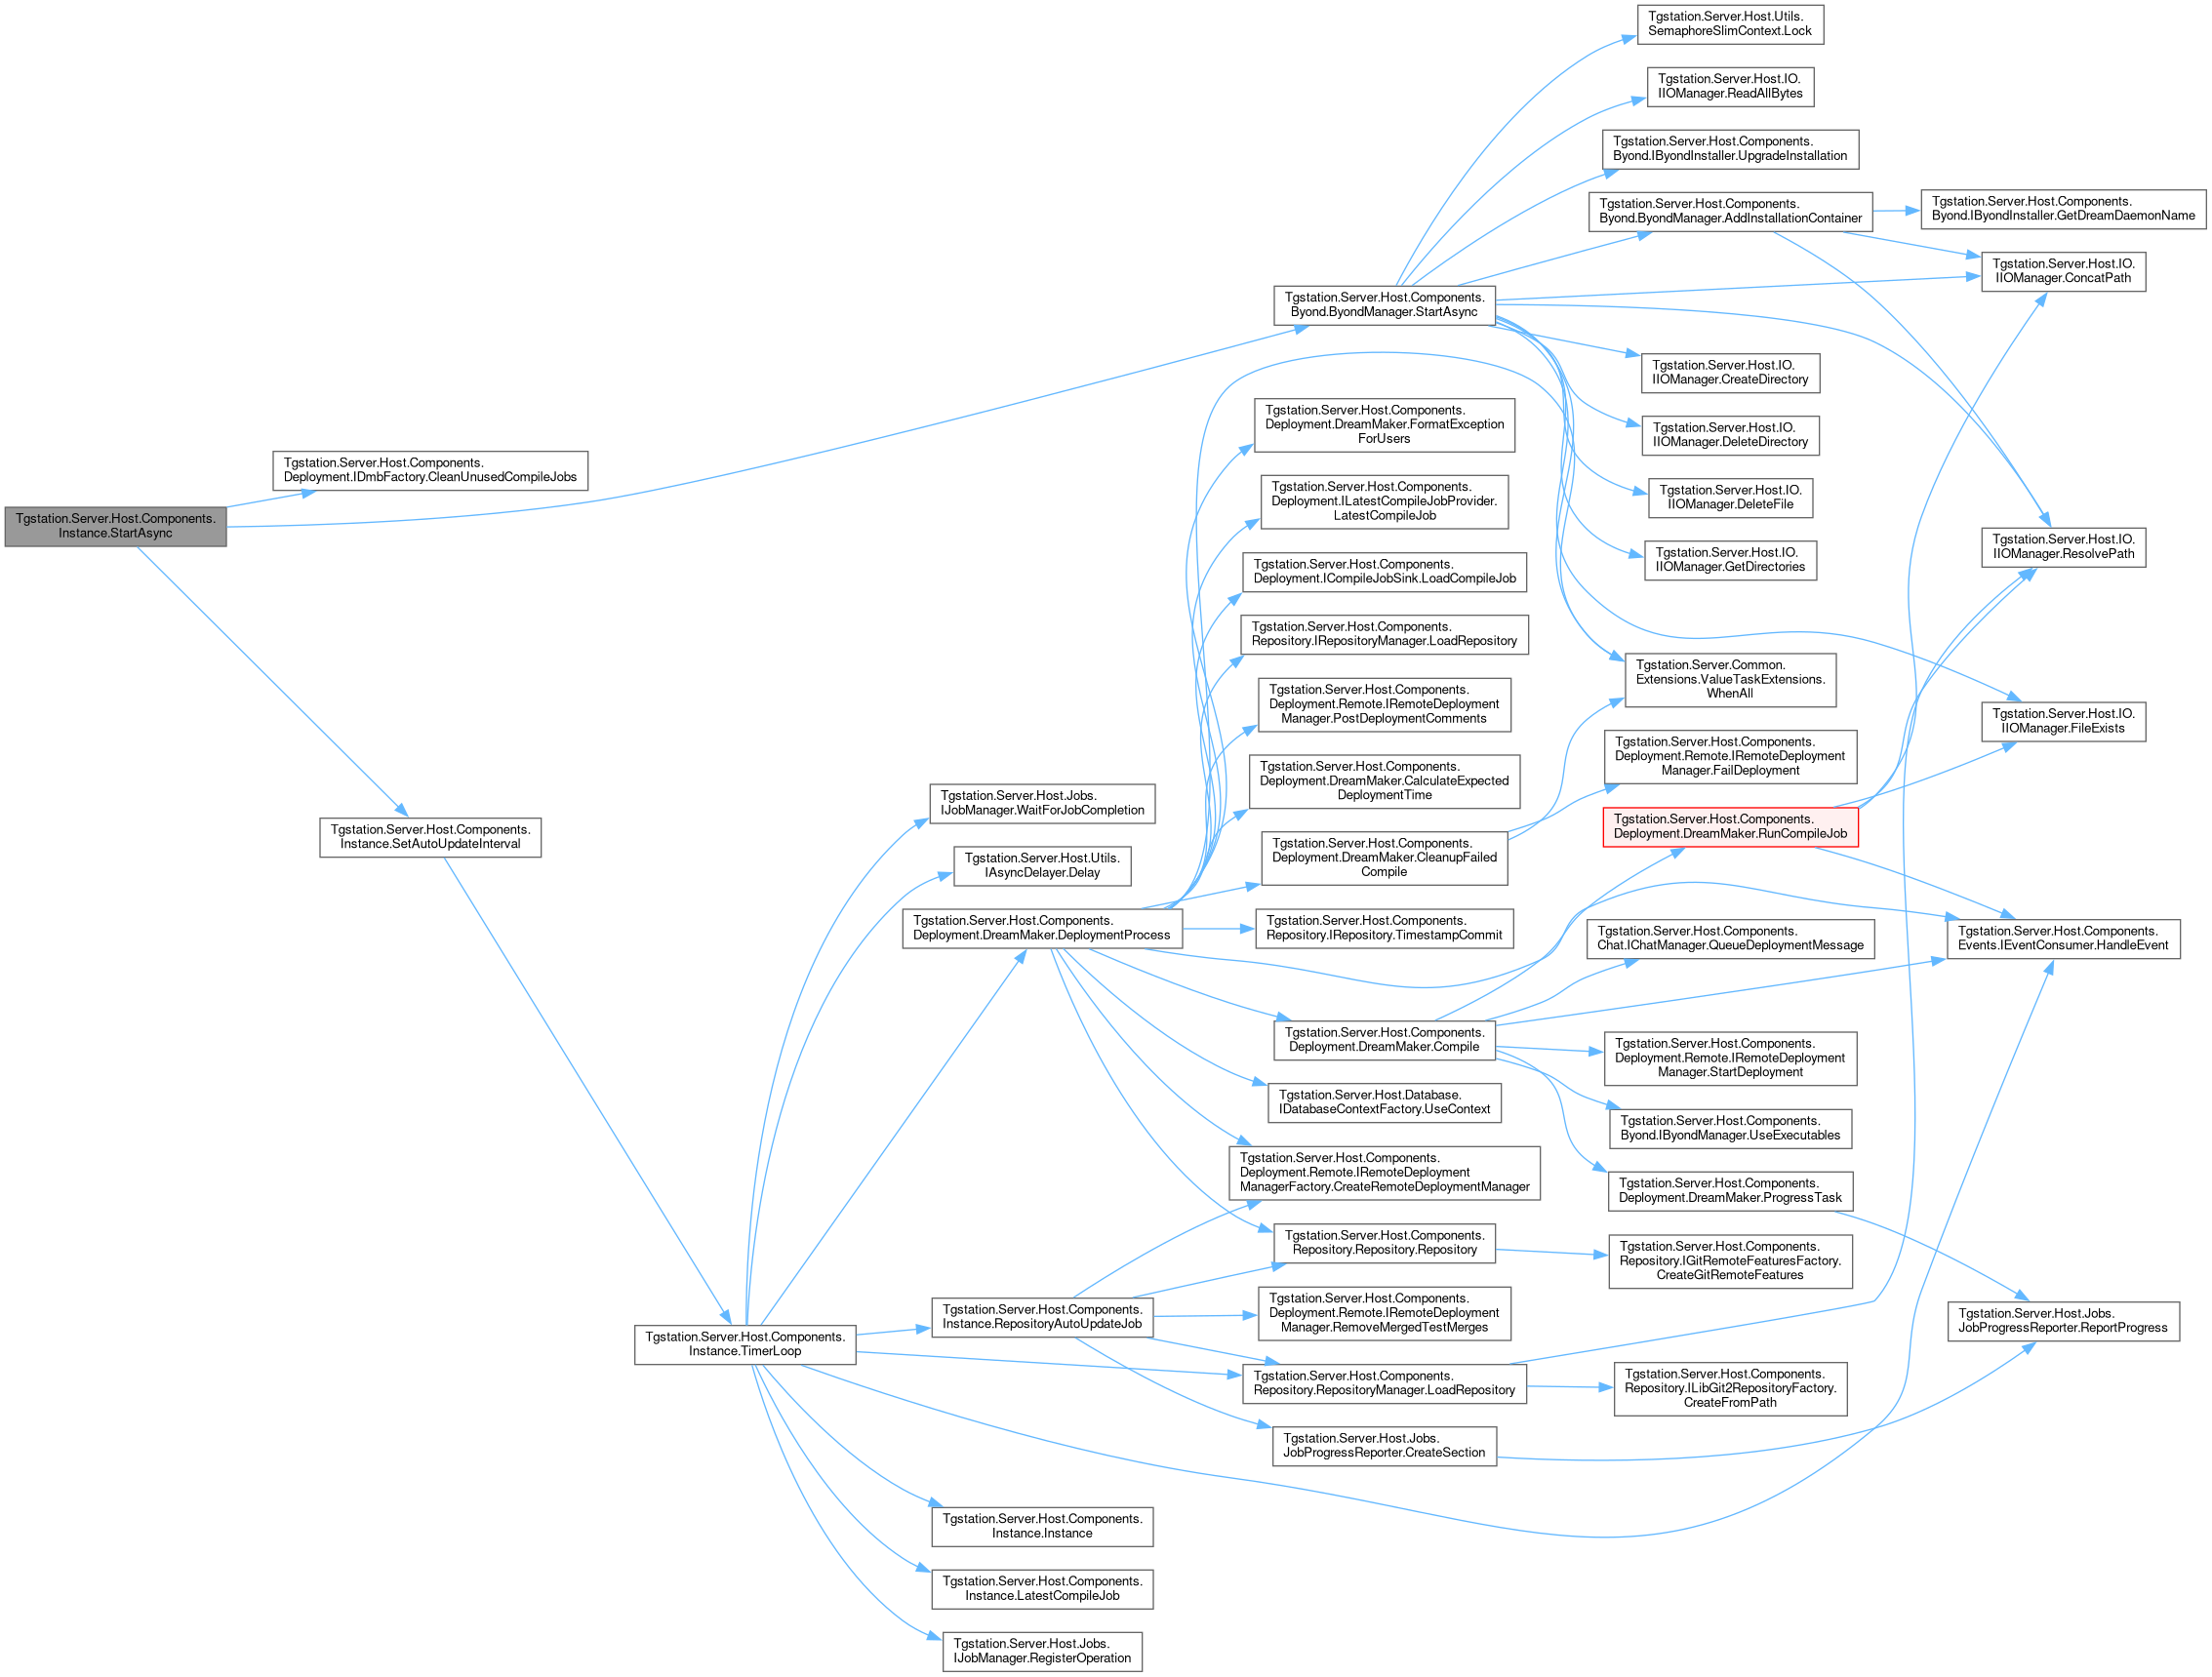 Tgstation.Server.Host.Components.
Instance.StartAsync
Tgstation.Server.Host.Components.
Deployment.IDmbFactory.CleanUnusedCompileJobs
Tgstation.Server.Host.Components.
Instance.SetAutoUpdateInterval
Tgstation.Server.Host.Components.
Instance.TimerLoop
Tgstation.Server.Host.Jobs.
IJobManager.WaitForJobCompletion
Tgstation.Server.Host.Utils.
IAsyncDelayer.Delay
Tgstation.Server.Host.Components.
Deployment.DreamMaker.DeploymentProcess
Tgstation.Server.Host.Components.
Instance.RepositoryAutoUpdateJob
Tgstation.Server.Host.Components.
Instance.Instance
Tgstation.Server.Host.Components.
Instance.LatestCompileJob
Tgstation.Server.Host.Jobs.
IJobManager.RegisterOperation
Tgstation.Server.Host.Components.
Byond.ByondManager.StartAsync
Tgstation.Server.Host.Components.
Deployment.DreamMaker.FormatException
ForUsers
Tgstation.Server.Host.Components.
Deployment.ILatestCompileJobProvider.
LatestCompileJob
Tgstation.Server.Host.Components.
Deployment.ICompileJobSink.LoadCompileJob
Tgstation.Server.Host.Components.
Repository.IRepositoryManager.LoadRepository
Tgstation.Server.Host.Components.
Deployment.Remote.IRemoteDeployment
Manager.PostDeploymentComments
Tgstation.Server.Host.Components.
Deployment.DreamMaker.CalculateExpected
DeploymentTime
Tgstation.Server.Host.Components.
Deployment.DreamMaker.CleanupFailed
Compile
Tgstation.Server.Host.Components.
Repository.IRepository.TimestampCommit
Tgstation.Server.Host.Components.
Deployment.DreamMaker.Compile
Tgstation.Server.Host.Database.
IDatabaseContextFactory.UseContext
Tgstation.Server.Host.Components.
Deployment.Remote.IRemoteDeployment
ManagerFactory.CreateRemoteDeploymentManager
Tgstation.Server.Host.Components.
Repository.Repository.Repository
Tgstation.Server.Host.Components.
Deployment.Remote.IRemoteDeployment
Manager.RemoveMergedTestMerges
Tgstation.Server.Host.Components.
Repository.RepositoryManager.LoadRepository
Tgstation.Server.Host.Jobs.
JobProgressReporter.CreateSection
Tgstation.Server.Host.Utils.
SemaphoreSlimContext.Lock
Tgstation.Server.Host.IO.
IIOManager.ReadAllBytes
Tgstation.Server.Host.Components.
Byond.IByondInstaller.UpgradeInstallation
Tgstation.Server.Host.Components.
Byond.ByondManager.AddInstallationContainer
Tgstation.Server.Host.IO.
IIOManager.CreateDirectory
Tgstation.Server.Host.IO.
IIOManager.DeleteDirectory
Tgstation.Server.Host.IO.
IIOManager.DeleteFile
Tgstation.Server.Host.IO.
IIOManager.GetDirectories
Tgstation.Server.Common.
Extensions.ValueTaskExtensions.
WhenAll
Tgstation.Server.Host.Components.
Deployment.Remote.IRemoteDeployment
Manager.FailDeployment
Tgstation.Server.Host.Components.
Deployment.DreamMaker.RunCompileJob
Tgstation.Server.Host.Components.
Chat.IChatManager.QueueDeploymentMessage
Tgstation.Server.Host.Components.
Deployment.Remote.IRemoteDeployment
Manager.StartDeployment
Tgstation.Server.Host.Components.
Byond.IByondManager.UseExecutables
Tgstation.Server.Host.Components.
Deployment.DreamMaker.ProgressTask
Tgstation.Server.Host.Components.
Repository.IGitRemoteFeaturesFactory.
CreateGitRemoteFeatures
Tgstation.Server.Host.Components.
Repository.ILibGit2RepositoryFactory.
CreateFromPath
Tgstation.Server.Host.Components.
Byond.IByondInstaller.GetDreamDaemonName
Tgstation.Server.Host.IO.
IIOManager.ConcatPath
Tgstation.Server.Host.IO.
IIOManager.ResolvePath
Tgstation.Server.Host.IO.
IIOManager.FileExists
Tgstation.Server.Host.Components.
Events.IEventConsumer.HandleEvent
Tgstation.Server.Host.Jobs.
JobProgressReporter.ReportProgress